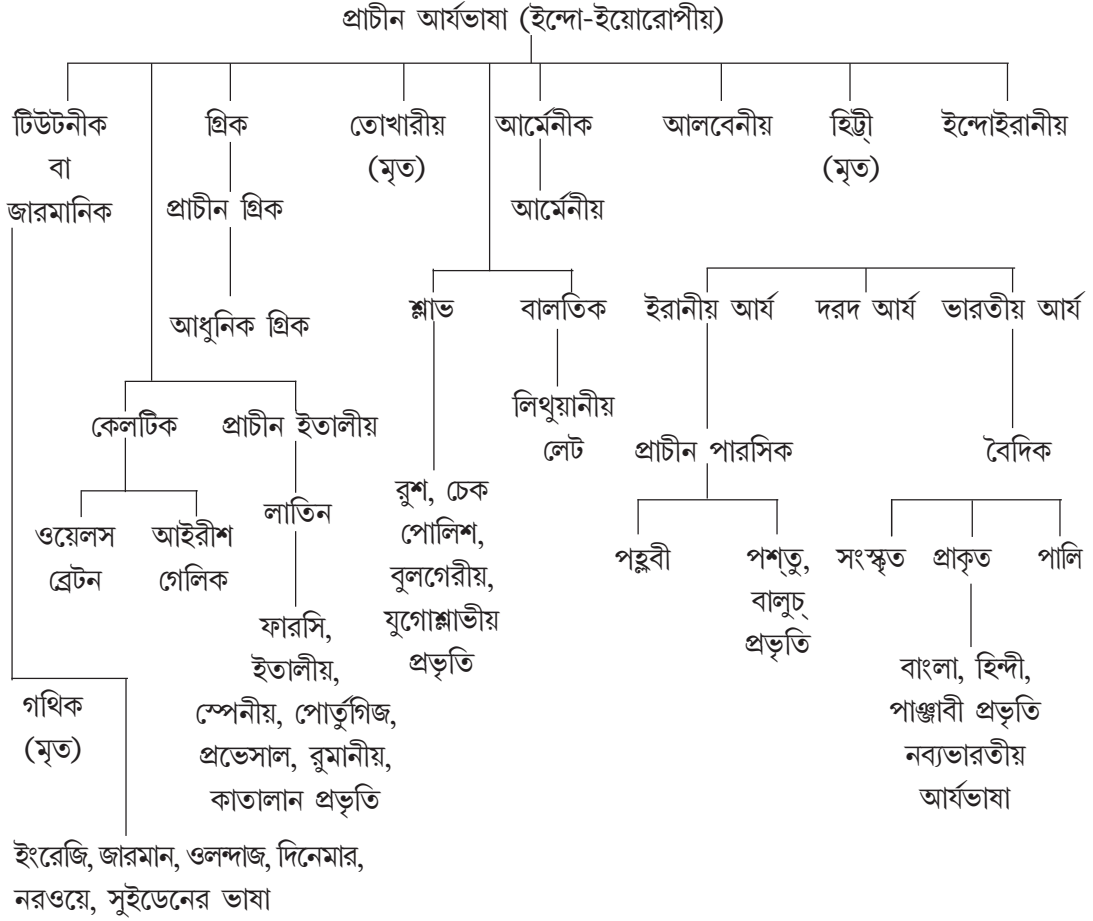 প্রাচীন আর্যভাষা (ইন্দো-ইয়োরোপীয়)
টিউটনীক
বা
জারমানিক
গ্রিক
তোখারীয়
(মৃত)
আর্মেনীক
আলবেনীয়
হিট্টী
(মৃত)
ইন্দোইরানীয়
প্রাচীন গ্রিক
আর্মেনীয়
আধুনিক গ্রিক
শ্লাভ
বালতিক
ইরানীয় আর্য
দরদ আর্য
ভারতীয় আর্য
কেলটিক
প্রাচীন ইতালীয়
লিথুয়ানীয়
লেট
প্রাচীন পারসিক
বৈদিক
ওয়েলস
ব্রেটন
আইরীশ
গেলিক
লাতিন
রুশ, চেক
পোলিশ,
বুলগেরীয়,
যুগোশ্লাভীয়
প্রভৃতি
পহ্লবী
পশ্‌তু,
বালুচ্
প্রভৃতি
সংস্কৃত
প্রাকৃত
পালি
ফারসি,
ইতালীয়,
স্পেনীয়, পোর্তুগিজ,
প্রভেসাল, রুমানীয়,
কাতালান প্রভৃতি
বাংলা, হিন্দী,
পাঞ্জাবী প্রভৃতি
নব্যভারতীয়
আর্যভাষা
গথিক
(মৃত)
ইংরেজি, জারমান, ওলন্দাজ, দিনেমার,
নরওয়ে, সুইডেনের ভাষা